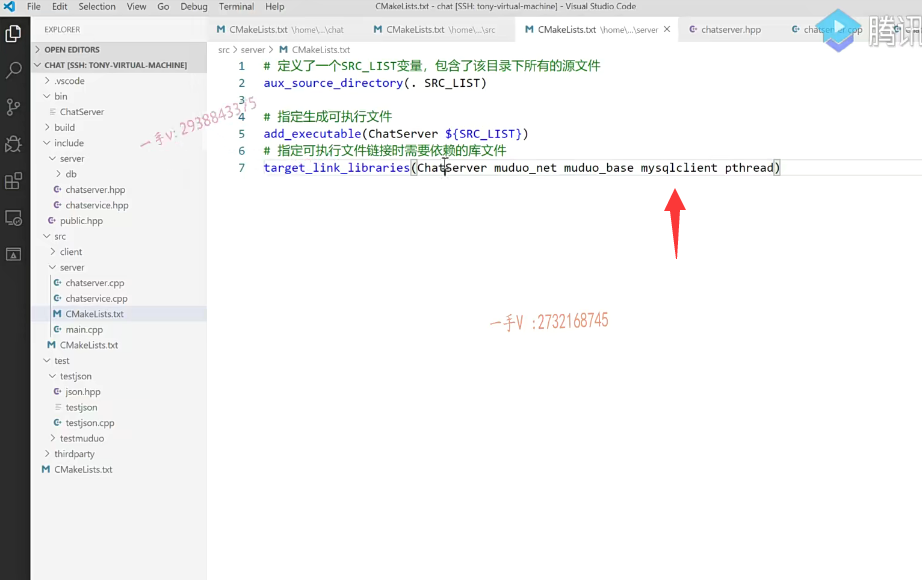 File Edit Selection View Go Debug Terminal Help CMakeLists.txt - chat [SSH: tony-virtual-machine] - Visual Studio Code
EXPLORER
CMakeLists.txt \home\...\chat CMakeLists.txt \home\...\src CMakeLists.txt \home\...\server chatserver.hpp chatserver.cpp
腾讯
OPEN EDITORS
CHAT [SSH: TONY-VIRTUAL-MACHINE]
.vscode
bin
ChatServer
build
include
server
db
chatserver.hpp
chatservice.hpp
public.hpp
src
client
server
chatserver.cpp
chatservice.cpp
CMakeLists.txt
main.cpp
CMakeLists.txt
test
testjson
json.hpp
testjson
testjson.cpp
testmuduo
thirdparty
CMakeLists.txt
src > server > CMakeLists.txt
1 # 定义了一个SRC_LIST变量，包含了该目录下所有的源文件
2 aux_source_directory(. SRC_LIST)
3
4 # 指定生成可执行文件
5 add_executable(ChatServer ${SRC_LIST})
6 # 指定可执行文件链接时需要依赖的库文件
7 target_link_libraries(ChatServer muduo_net muduo_base mysqlclient pthread)
一手v: 2938843375
一手V :2732168745